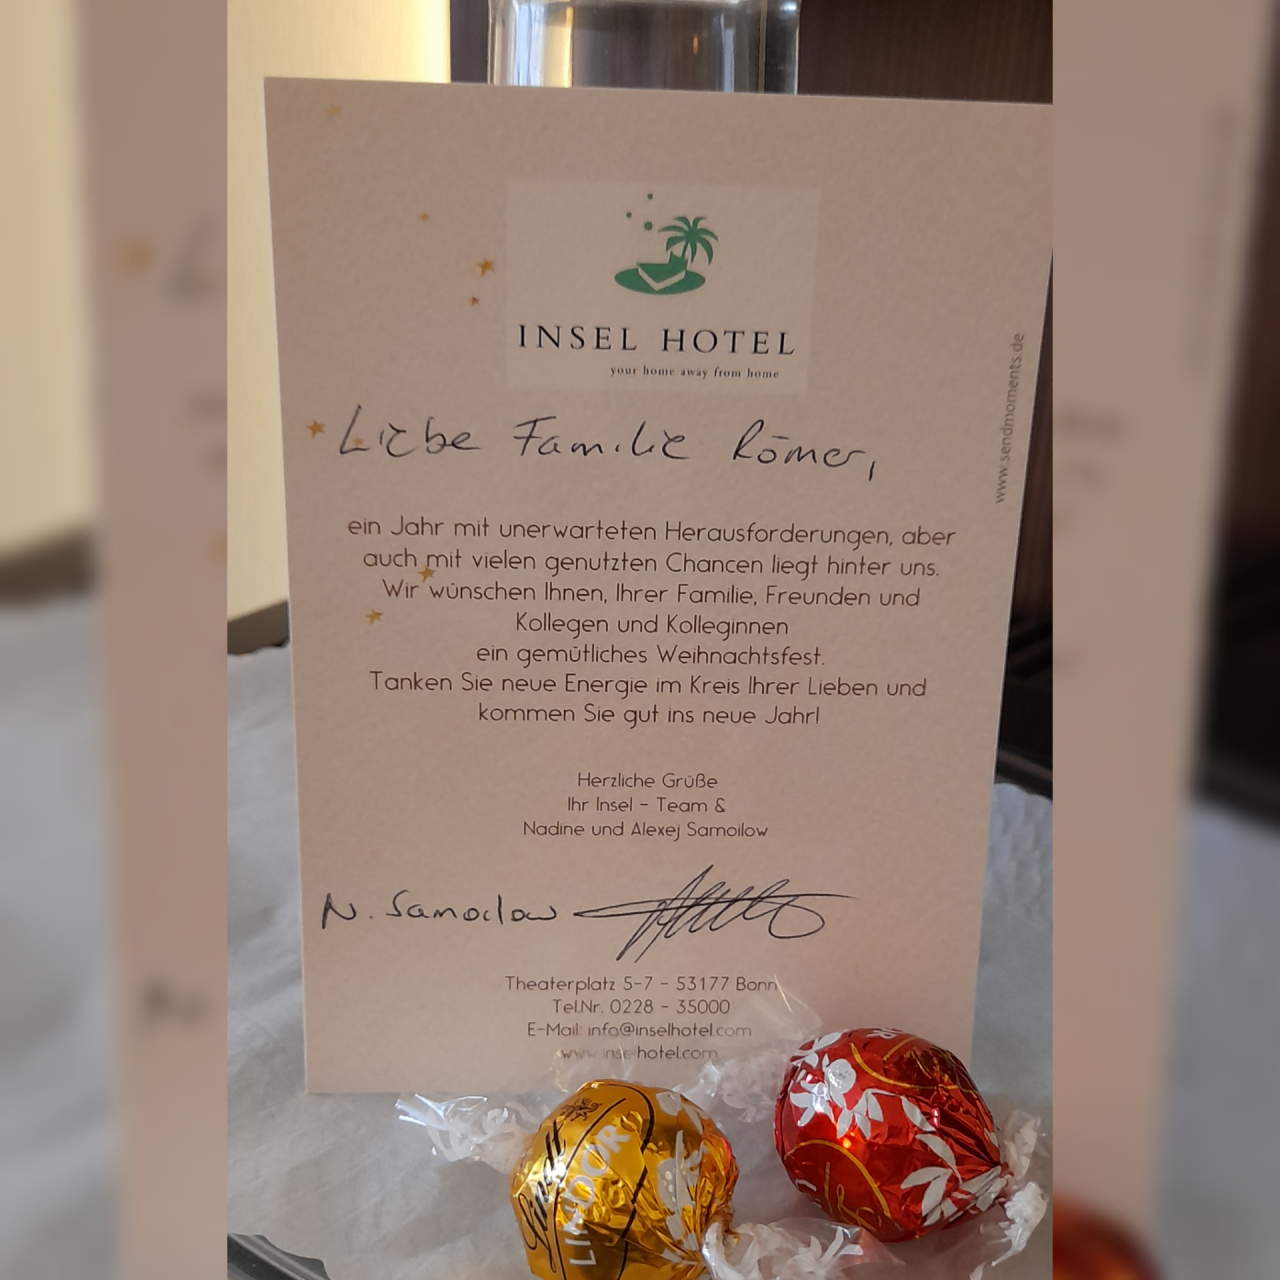 INSEL HOTEL
your home away from home
www.sendmoments.de
Liebe Familie Römer,
ein Jahr mit unerwarteten Herausforderungen, aber
auch mit vielen genutzten Chancen liegt hinter uns.
Wir wünschen Ihnen, Ihrer Familie, Freunden und
Kollegen und Kolleginnen
ein gemütliches Weihnachtsfest.
Tanken Sie neue Energie im Kreis Ihrer Lieben und
kommen Sie gut ins neue Jahr!
Herzliche Grüße
Ihr Insel - Team &
Nadine und Alexej Samoilow
N. Samoilow
Theaterplatz 5-7 - 53177 Bonn
Tel.Nr. 0228 - 35000
E-Mail: info@inselhotel.com
www.inselhotel.com
Lindt
LINDOR